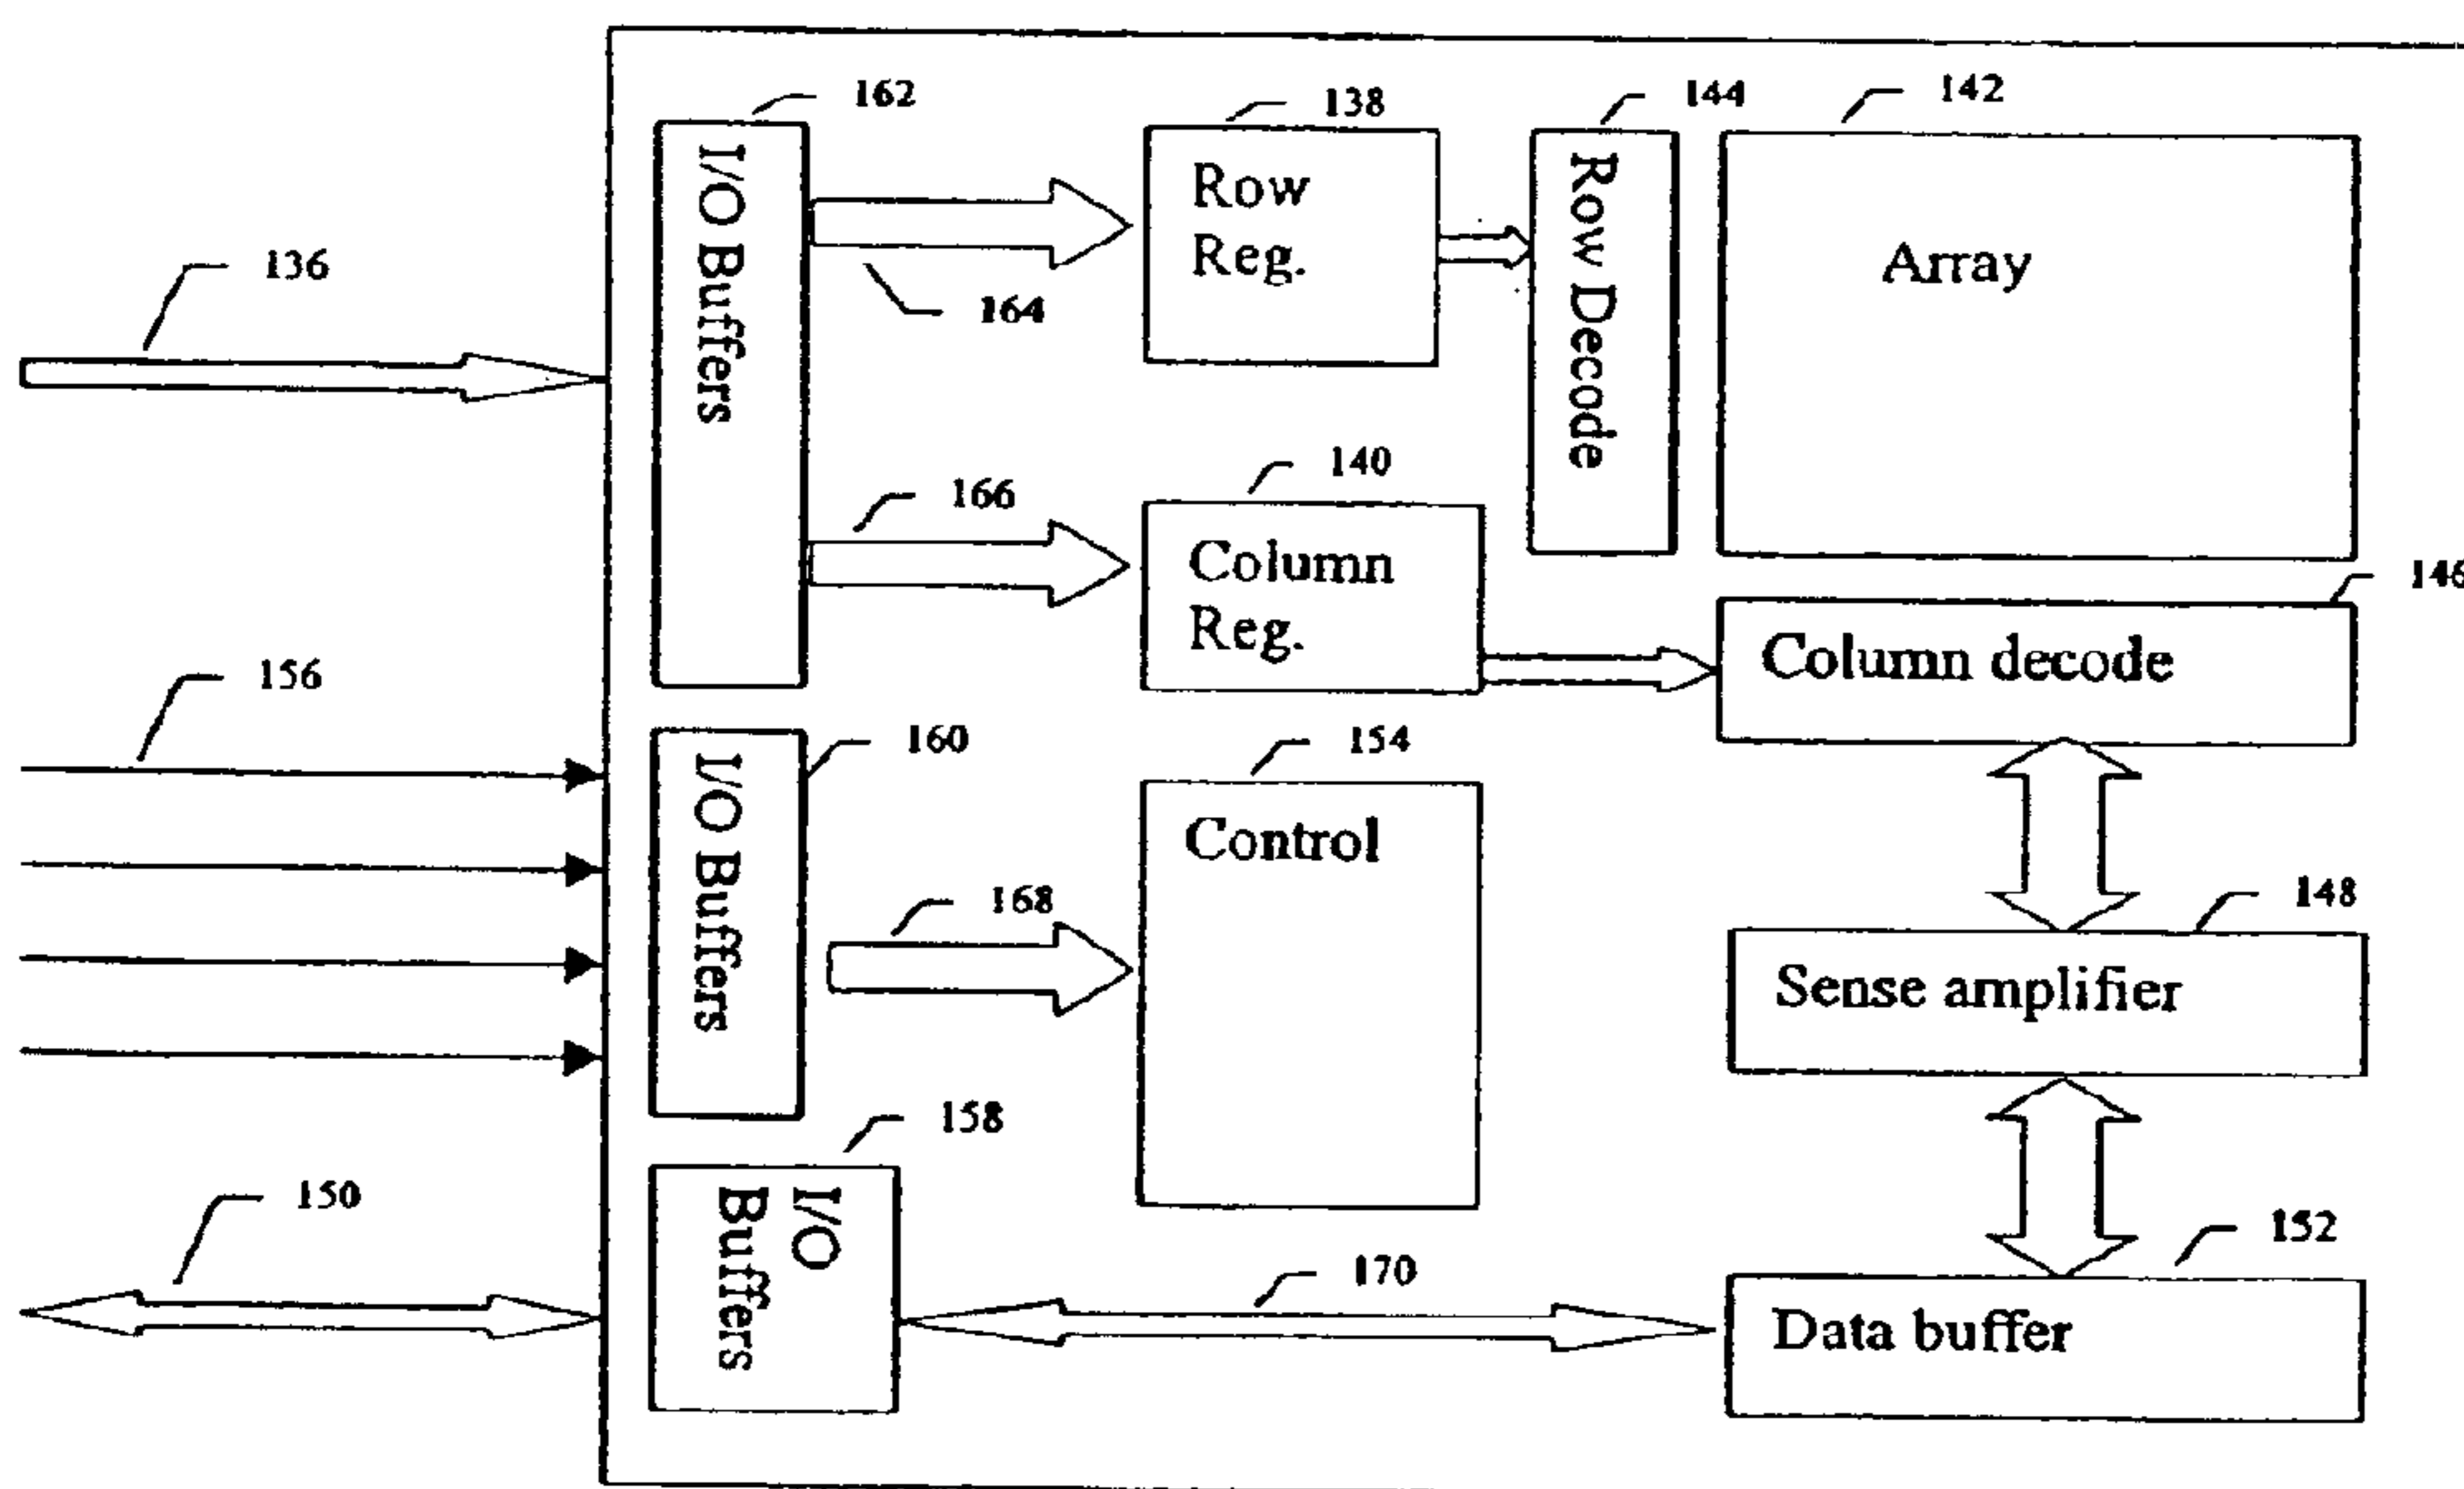 162
138
144
142
I/O Buffers
Row
Reg.
Row Decode
Array
136
164
166
140
Column
Reg.
146
Column decode
156
160
154
I/O Buffers
Control
168
148
Sense amplifier
158
150
I/O
Buffers
170
152
Data buffer